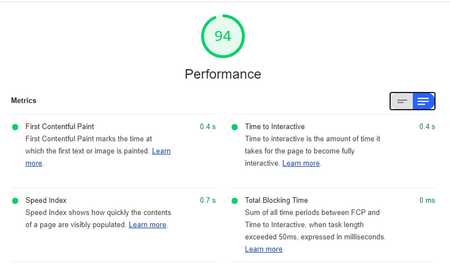 94
Performance
Metrics
First Contentful Paint 0.4 s
First Contentful Paint marks the time at
which the first text or image is painted. Learn
more.
Time to Interactive 0.4 s
Time to interactive is the amount of time it
takes for the page to become fully
interactive. Learn more.
Speed Index 0.7 s
Speed Index shows how quickly the contents
of a page are visibly populated. Learn more.
Total Blocking Time 0 ms
Sum of all time periods between FCP and
Time to Interactive, when task length
exceeded 50ms, expressed in milliseconds.
Learn more.